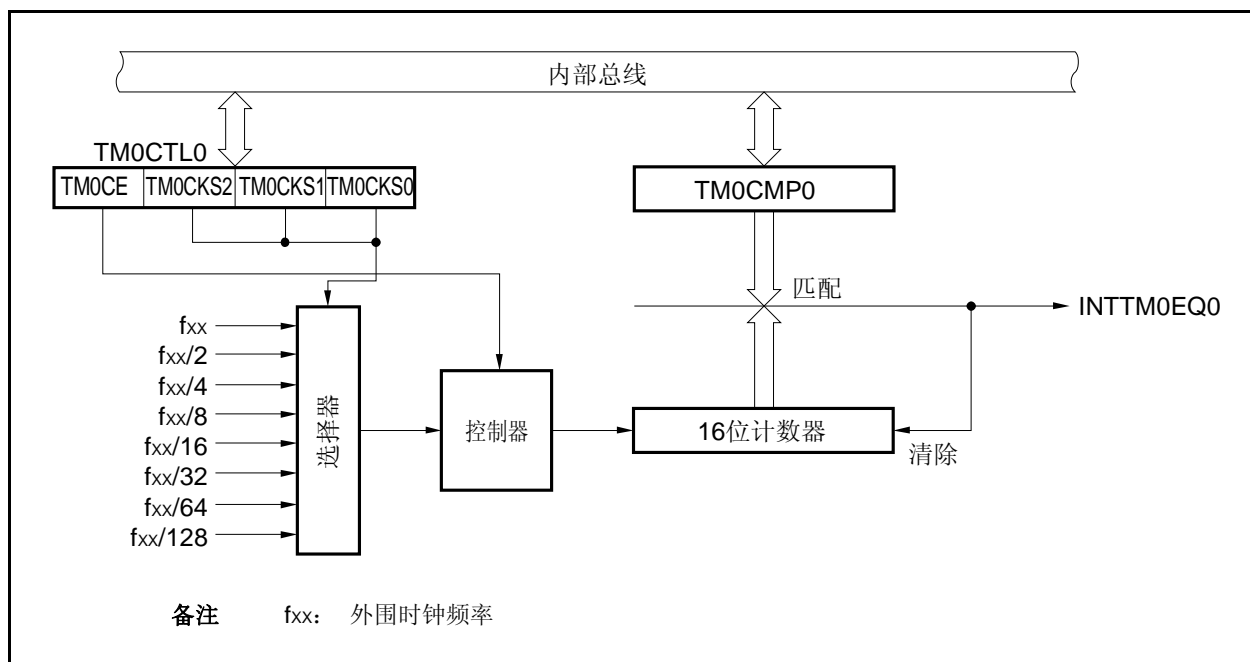 内部总线
TM0CTL0
TM0CE TM0CKS2 TM0CKS1 TM0CKS0
TM0CMP0
匹配
INTTM0EQ0
fxx
fxx/2
fxx/4
fxx/8
fxx/16
fxx/32
fxx/64
fxx/128
选择器
控制器
16位计数器
清除
备注 fxx： 外围时钟频率